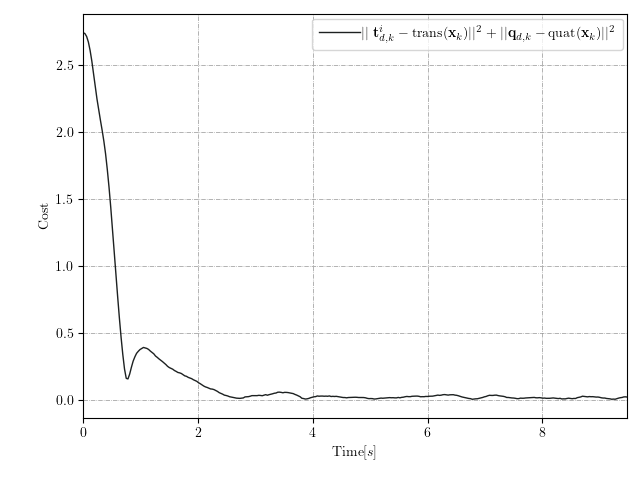 || t^i_{d,k} − trans(x_k)||² + ||q_{d,k} − quat(x_k)||²
2.5
2.0
1.5
1.0
0.5
0.0
Cost
0 2 4 6 8
Time[s]